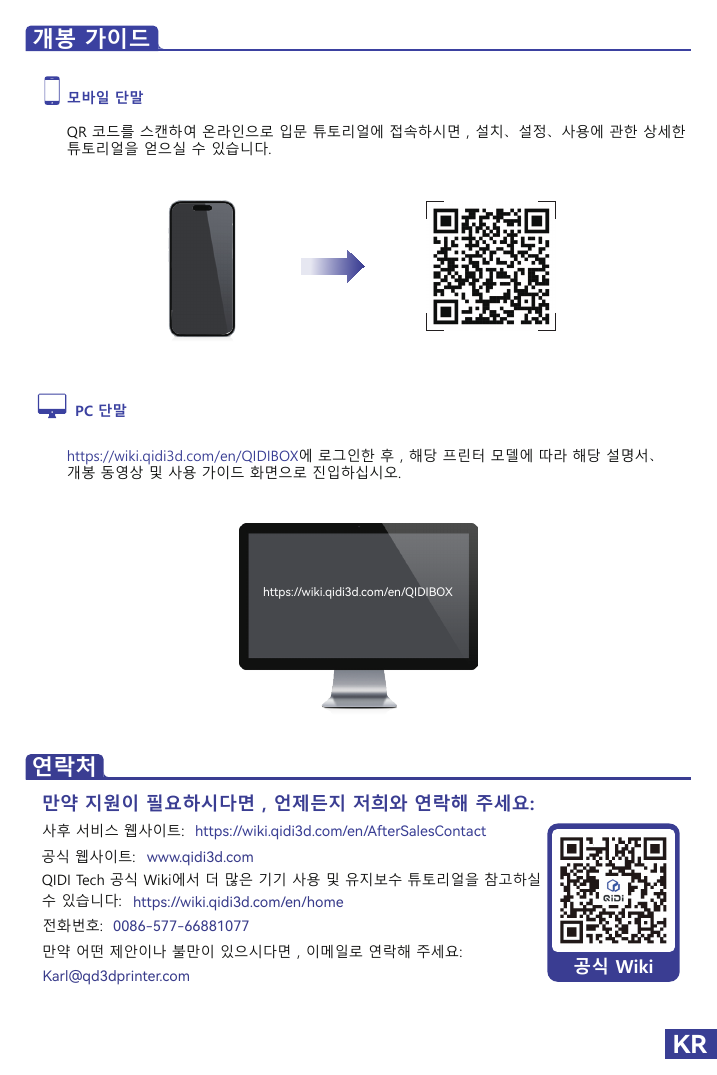 개봉 가이드
모바일 단말
QR 코드를 스캔하여 온라인으로 입문 튜토리얼에 접속하시면 , 설치、설정、사용에 관한 상세한
튜토리얼을 얻으실 수 있습니다.
PC 단말
https://wiki.qidi3d.com/en/QIDIBOX에 로그인한 후 , 해당 프린터 모델에 따라 해당 설명서、
개봉 동영상 및 사용 가이드 화면으로 진입하십시오.
https://wiki.qidi3d.com/en/QIDIBOX
연락처
만약 지원이 필요하시다면 , 언제든지 저희와 연락해 주세요:
사후 서비스 웹사이트: https://wiki.qidi3d.com/en/AfterSalesContact
공식 웹사이트: www.qidi3d.com
QIDI Tech 공식 Wiki에서 더 많은 기기 사용 및 유지보수 튜토리얼을 참고하실
수 있습니다: https://wiki.qidi3d.com/en/home
전화번호: 0086-577-66881077
만약 어떤 제안이나 불만이 있으시다면 , 이메일로 연락해 주세요:
Karl@qd3dprinter.com
QIDI
공식 Wiki
KR